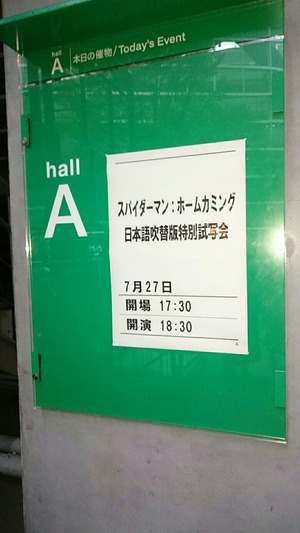 hall
A 本日の催物/Today's Event
hall
A
スパイダーマン：ホームカミング
日本語吹替版特別試写会
7月27日
開場 17:30
開演 18:30